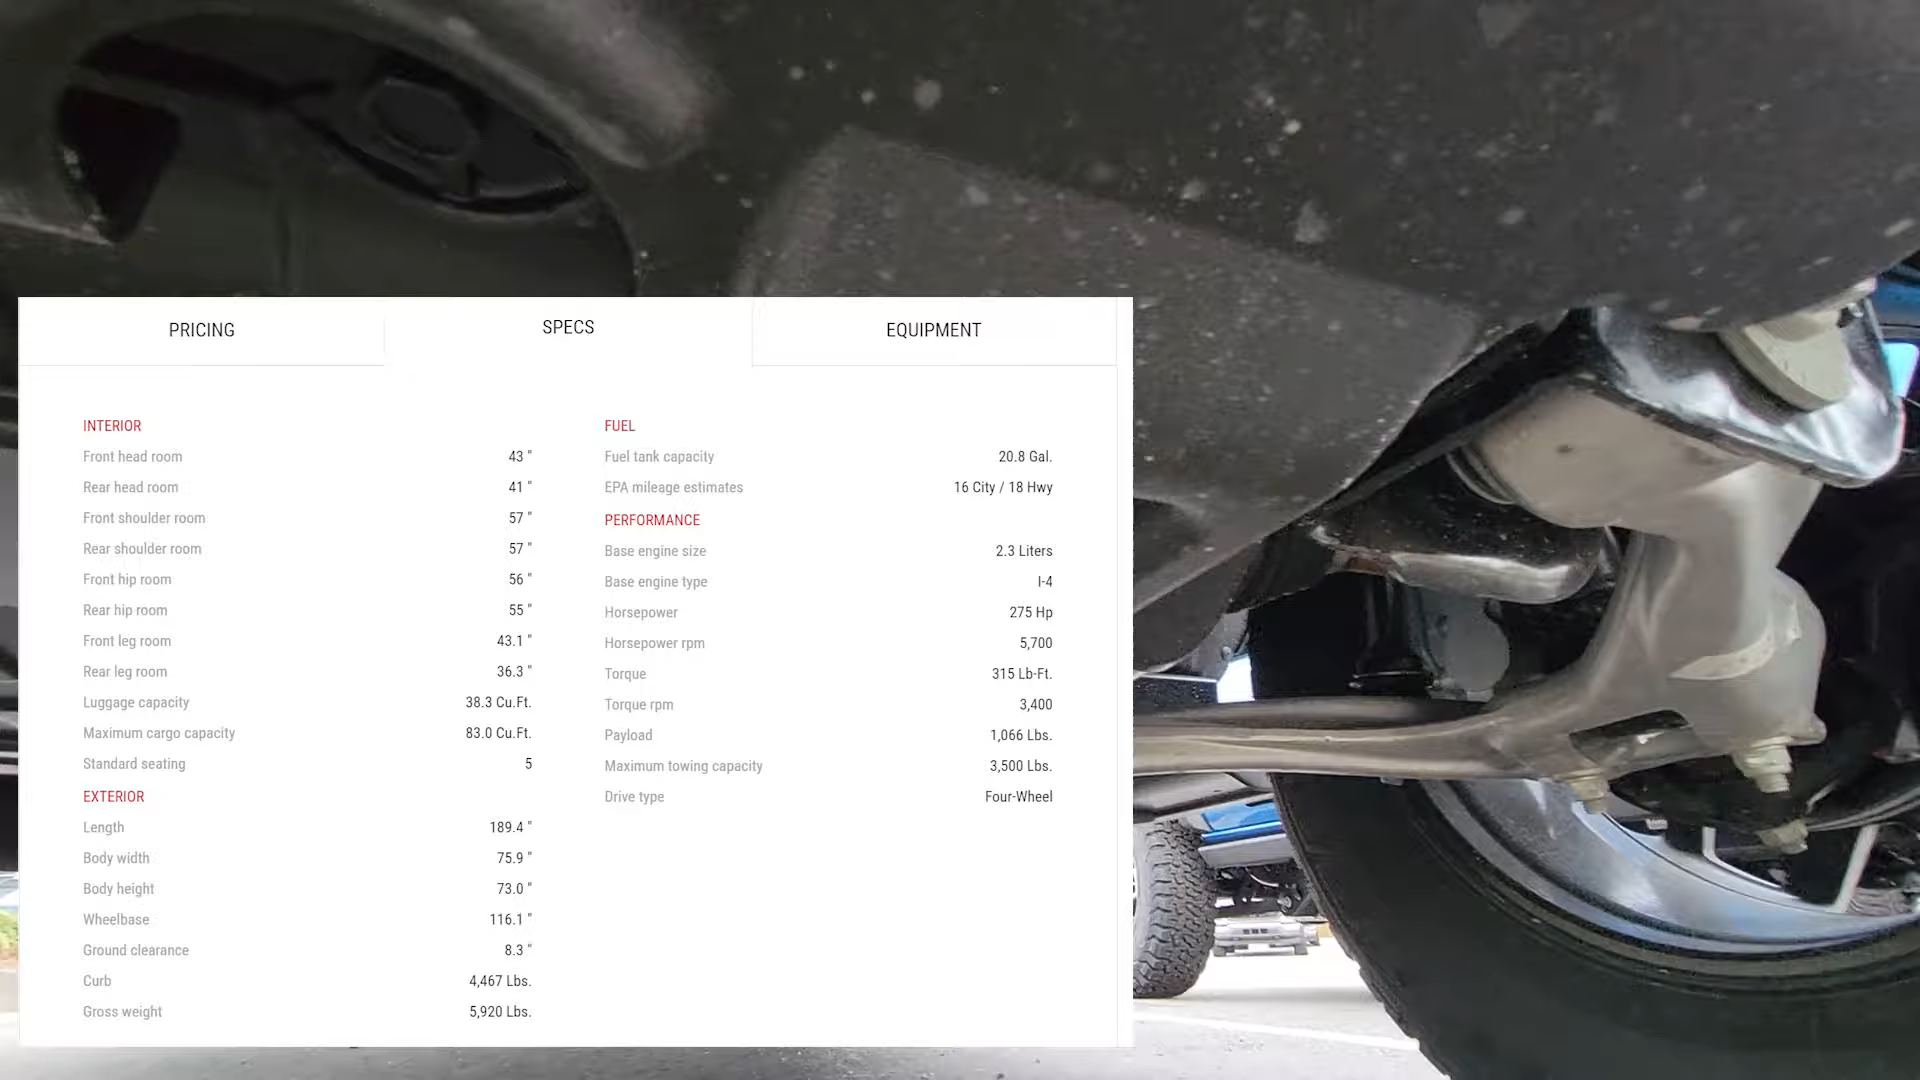 PRICING
SPECS
EQUIPMENT
INTERIOR
Front head room 43 "
Rear head room 41 "
Front shoulder room 57 "
Rear shoulder room 57 "
Front hip room 56 "
Rear hip room 55 "
Front leg room 43.1 "
Rear leg room 36.3 "
Luggage capacity 38.3 Cu.Ft.
Maximum cargo capacity 83.0 Cu.Ft.
Standard seating 5
EXTERIOR
Length 189.4 "
Body width 75.9 "
Body height 73.0 "
Wheelbase 116.1 "
Ground clearance 8.3 "
Curb 4,467 Lbs.
Gross weight 5,920 Lbs.
FUEL
Fuel tank capacity 20.8 Gal.
EPA mileage estimates 16 City / 18 Hwy
PERFORMANCE
Base engine size 2.3 Liters
Base engine type I-4
Horsepower 275 Hp
Horsepower rpm 5,700
Torque 315 Lb-Ft.
Torque rpm 3,400
Payload 1,066 Lbs.
Maximum towing capacity 3,500 Lbs.
Drive type Four-Wheel